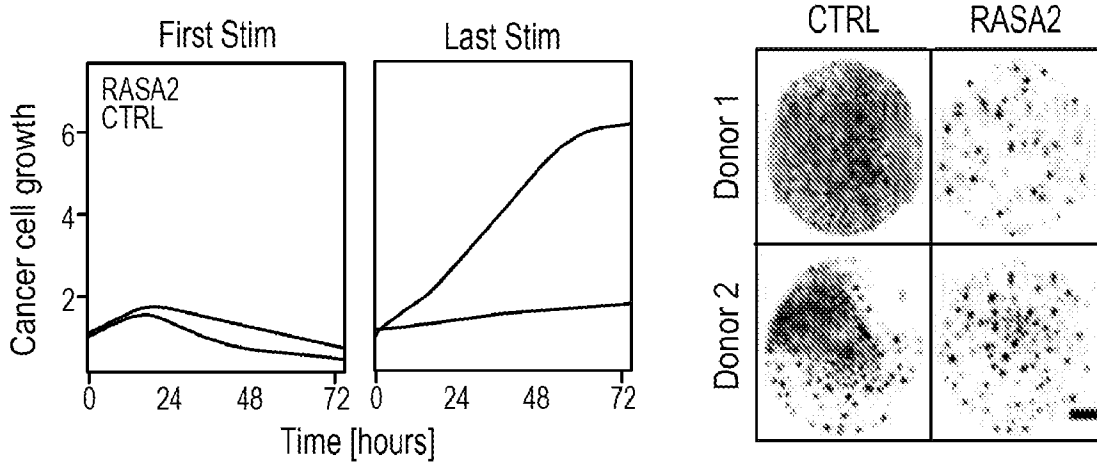 First Stim
Last Stim
RASA2
CTRL
Cancer cell growth
6
4
2
0
24
48
72
0
24
48
72
Time [hours]
CTRL
RASA2
Donor 1
Donor 2